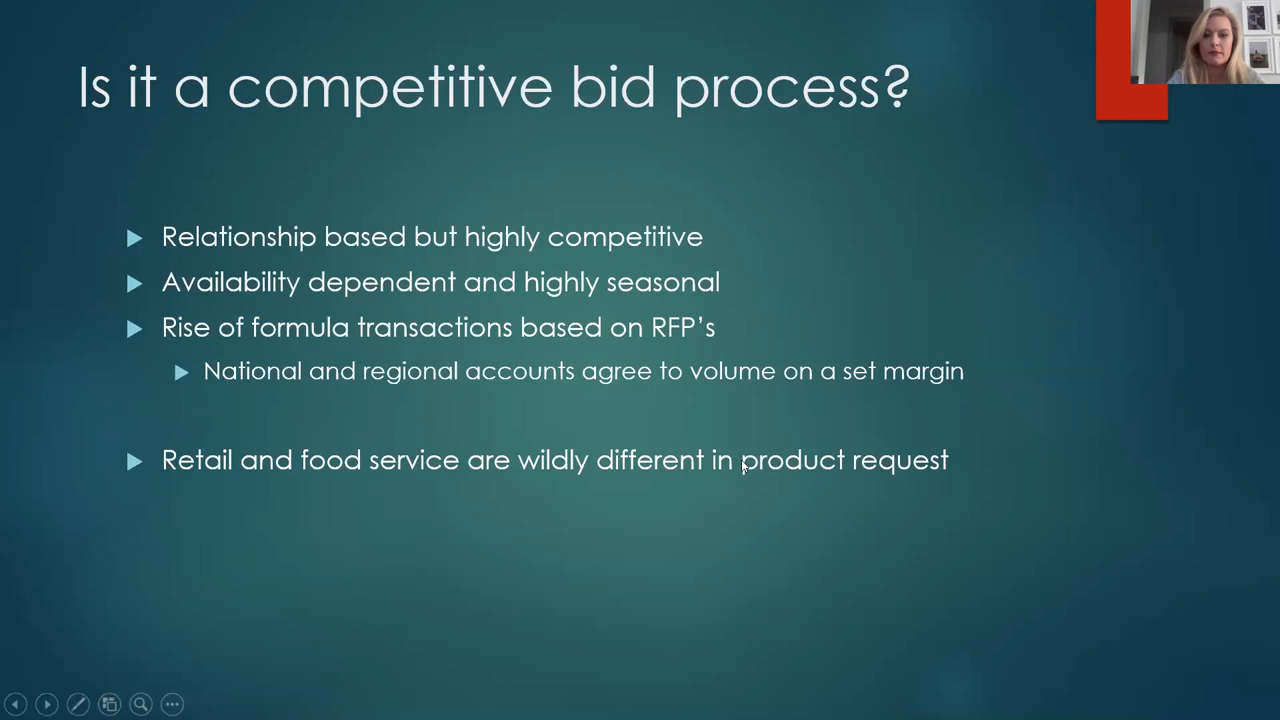 Is it a competitive bid process?
Relationship based but highly competitive
Availability dependent and highly seasonal
Rise of formula transactions based on RFP's
National and regional accounts agree to volume on a set margin
Retail and food service are wildly different in product request